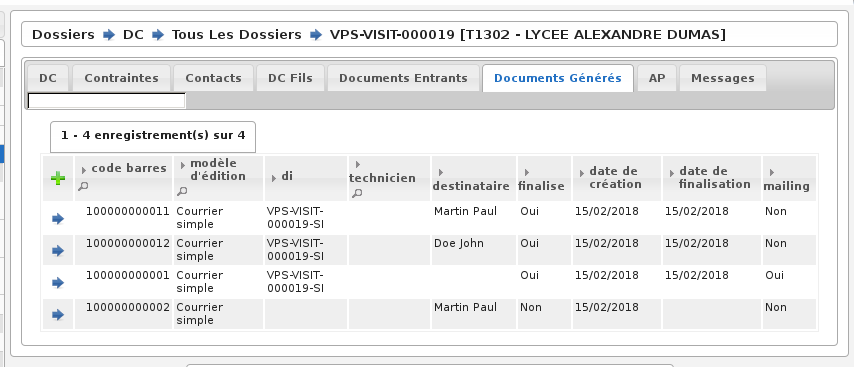 Dossiers DC Tous Les Dossiers VPS-VISIT-000019 [T1302 - LYCEE ALEXANDRE DUMAS]
DC Contraintes Contacts DC Fils Documents Entrants Documents Générés AP Messages
1 - 4 enregistrement(s) sur 4
code barres modèle d'édition di technicien destinataire finalise date de création date de finalisation mailing
100000000011 Courrier simple VPS-VISIT-000019-SI Martin Paul Oui 15/02/2018 15/02/2018 Non
100000000012 Courrier simple VPS-VISIT-000019-SI Doe John Oui 15/02/2018 15/02/2018 Non
100000000001 Courrier simple VPS-VISIT-000019-SI Oui 15/02/2018 15/02/2018 Oui
100000000002 Courrier simple Martin Paul Non 15/02/2018 Non